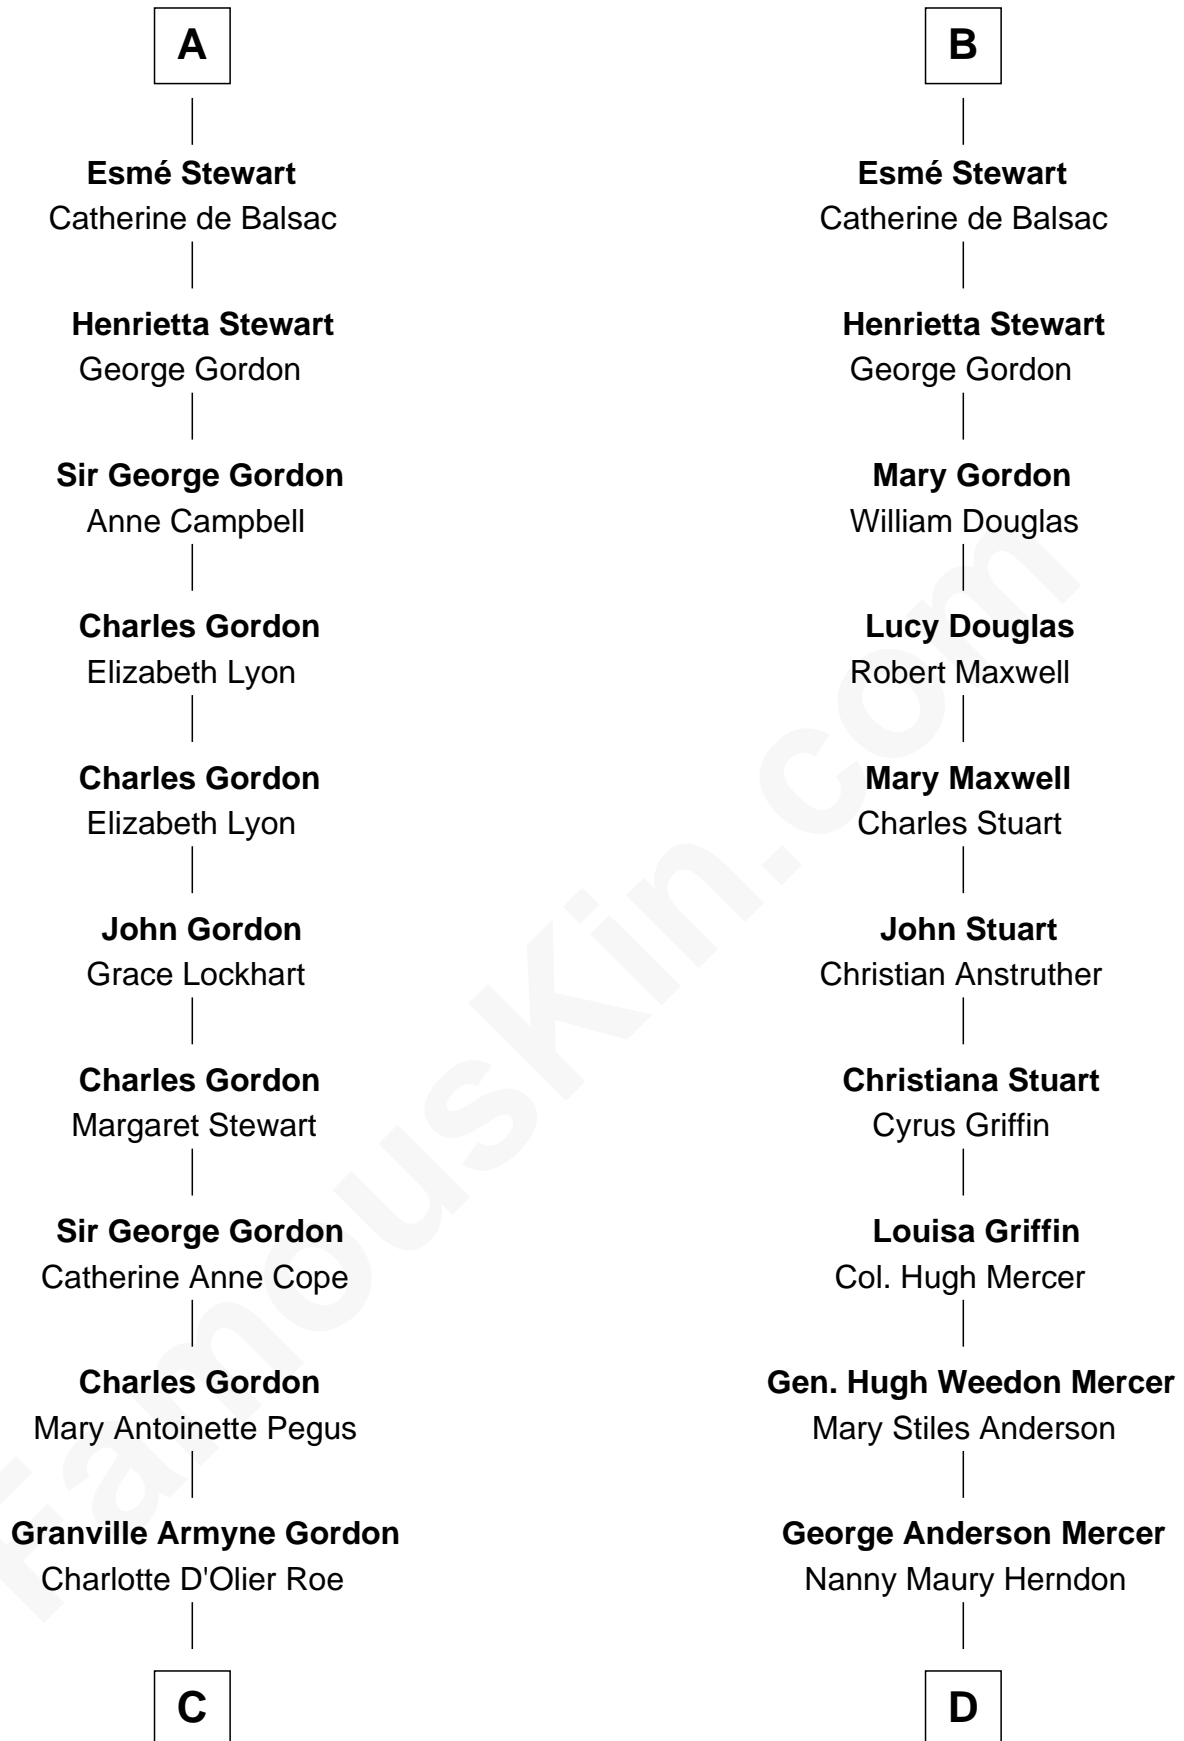 A
Esmé Stewart
Catherine de Balsac
Henrietta Stewart
George Gordon
Sir George Gordon
Anne Campbell
Charles Gordon
Elizabeth Lyon
Charles Gordon
Elizabeth Lyon
John Gordon
Grace Lockhart
Charles Gordon
Margaret Stewart
Sir George Gordon
Catherine Anne Cope
Charles Gordon
Mary Antoinette Pegus
Granville Armyne Gordon
Charlotte D'Olier Roe
C
B
Esmé Stewart
Catherine de Balsac
Henrietta Stewart
George Gordon
Mary Gordon
William Douglas
Lucy Douglas
Robert Maxwell
Mary Maxwell
Charles Stuart
John Stuart
Christian Anstruther
Christiana Stuart
Cyrus Griffin
Louisa Griffin
Col. Hugh Mercer
Gen. Hugh Weedon Mercer
Mary Stiles Anderson
George Anderson Mercer
Nanny Maury Herndon
D
FamousKin.com